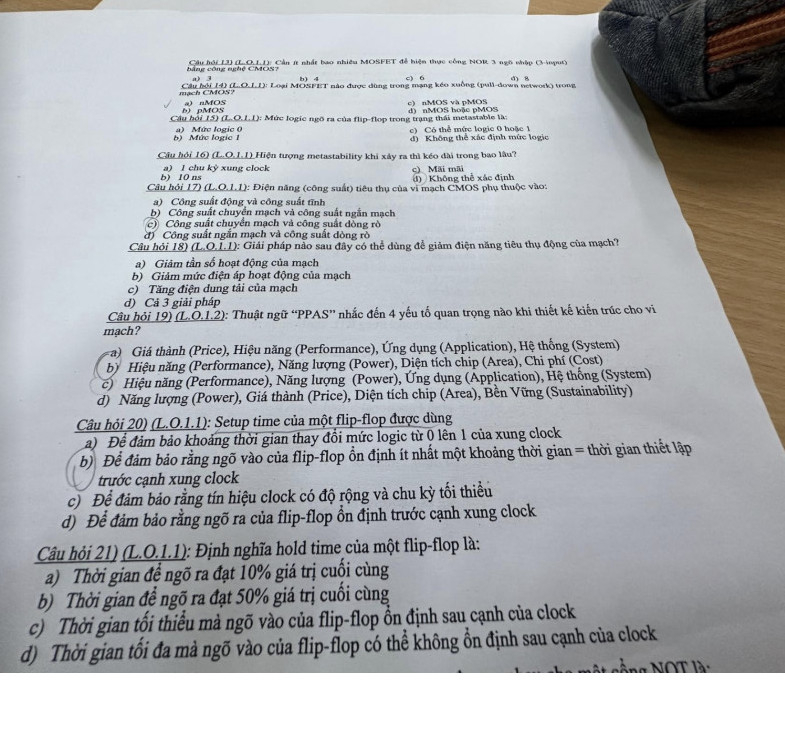 Câu hỏi 13) (L.O.1.1): Cần ít nhất bao nhiêu MOSFET để hiện thực cổng NOR 3 ngõ nhập (3-input)
bằng công nghệ CMOS?
a) 3 b) 4 c) 6 d) 8
Câu hỏi 14) (L.O.1.1): Loại MOSFET nào được dùng trong mạng kéo xuống (pull-down network) trong
mạch CMOS?
a) nMOS c) nMOS và pMOS
b) pMOS d) nMOS hoặc pMOS
Câu hỏi 15) (L.O.1.1): Mức logic ngõ ra của flip-flop trong trạng thái metastable là:
a) Mức logic 0 c) Có thể mức logic 0 hoặc 1
b) Mức logic 1 d) Không thể xác định mức logic
Câu hỏi 16) (L.O.1.1) Hiện tượng metastability khi xảy ra thì kéo dài trong bao lâu?
a) 1 chu kỳ xung clock c) Mãi mãi
b) 10 ns d) Không thể xác định
Câu hỏi 17) (L.O.1.1): Điện năng (công suất) tiêu thụ của vi mạch CMOS phụ thuộc vào:
a) Công suất động và công suất tĩnh
b) Công suất chuyển mạch và công suất ngắn mạch
c) Công suất chuyển mạch và công suất dòng rò
d) Công suất ngắn mạch và công suất dòng rò
Câu hỏi 18) (L.O.1.1): Giải pháp nào sau đây có thể dùng để giảm điện năng tiêu thụ động của mạch?
a) Giảm tần số hoạt động của mạch
b) Giảm mức điện áp hoạt động của mạch
c) Tăng điện dung tải của mạch
d) Cả 3 giải pháp
Câu hỏi 19) (L.O.1.2): Thuật ngữ “PPAS” nhắc đến 4 yếu tố quan trọng nào khi thiết kế kiến trúc cho vi
mạch?
a) Giá thành (Price), Hiệu năng (Performance), Ứng dụng (Application), Hệ thống (System)
b) Hiệu năng (Performance), Năng lượng (Power), Diện tích chip (Area), Chi phí (Cost)
c) Hiệu năng (Performance), Năng lượng (Power), Ứng dụng (Application), Hệ thống (System)
d) Năng lượng (Power), Giá thành (Price), Diện tích chip (Area), Bền Vững (Sustainability)
Câu hỏi 20) (L.O.1.1): Setup time của một flip-flop được dùng
a) Để đảm bảo khoảng thời gian thay đổi mức logic từ 0 lên 1 của xung clock
b) Để đảm bảo rằng ngõ vào của flip-flop ổn định ít nhất một khoảng thời gian = thời gian thiết lập
trước cạnh xung clock
c) Để đảm bảo rằng tín hiệu clock có độ rộng và chu kỳ tối thiểu
d) Để đảm bảo rằng ngõ ra của flip-flop ổn định trước cạnh xung clock
Câu hỏi 21) (L.O.1.1): Định nghĩa hold time của một flip-flop là:
a) Thời gian để ngõ ra đạt 10% giá trị cuối cùng
b) Thời gian để ngõ ra đạt 50% giá trị cuối cùng
c) Thời gian tối thiểu mà ngõ vào của flip-flop ổn định sau cạnh của clock
d) Thời gian tối đa mà ngõ vào của flip-flop có thể không ổn định sau cạnh của clock
một cổng NOT là: